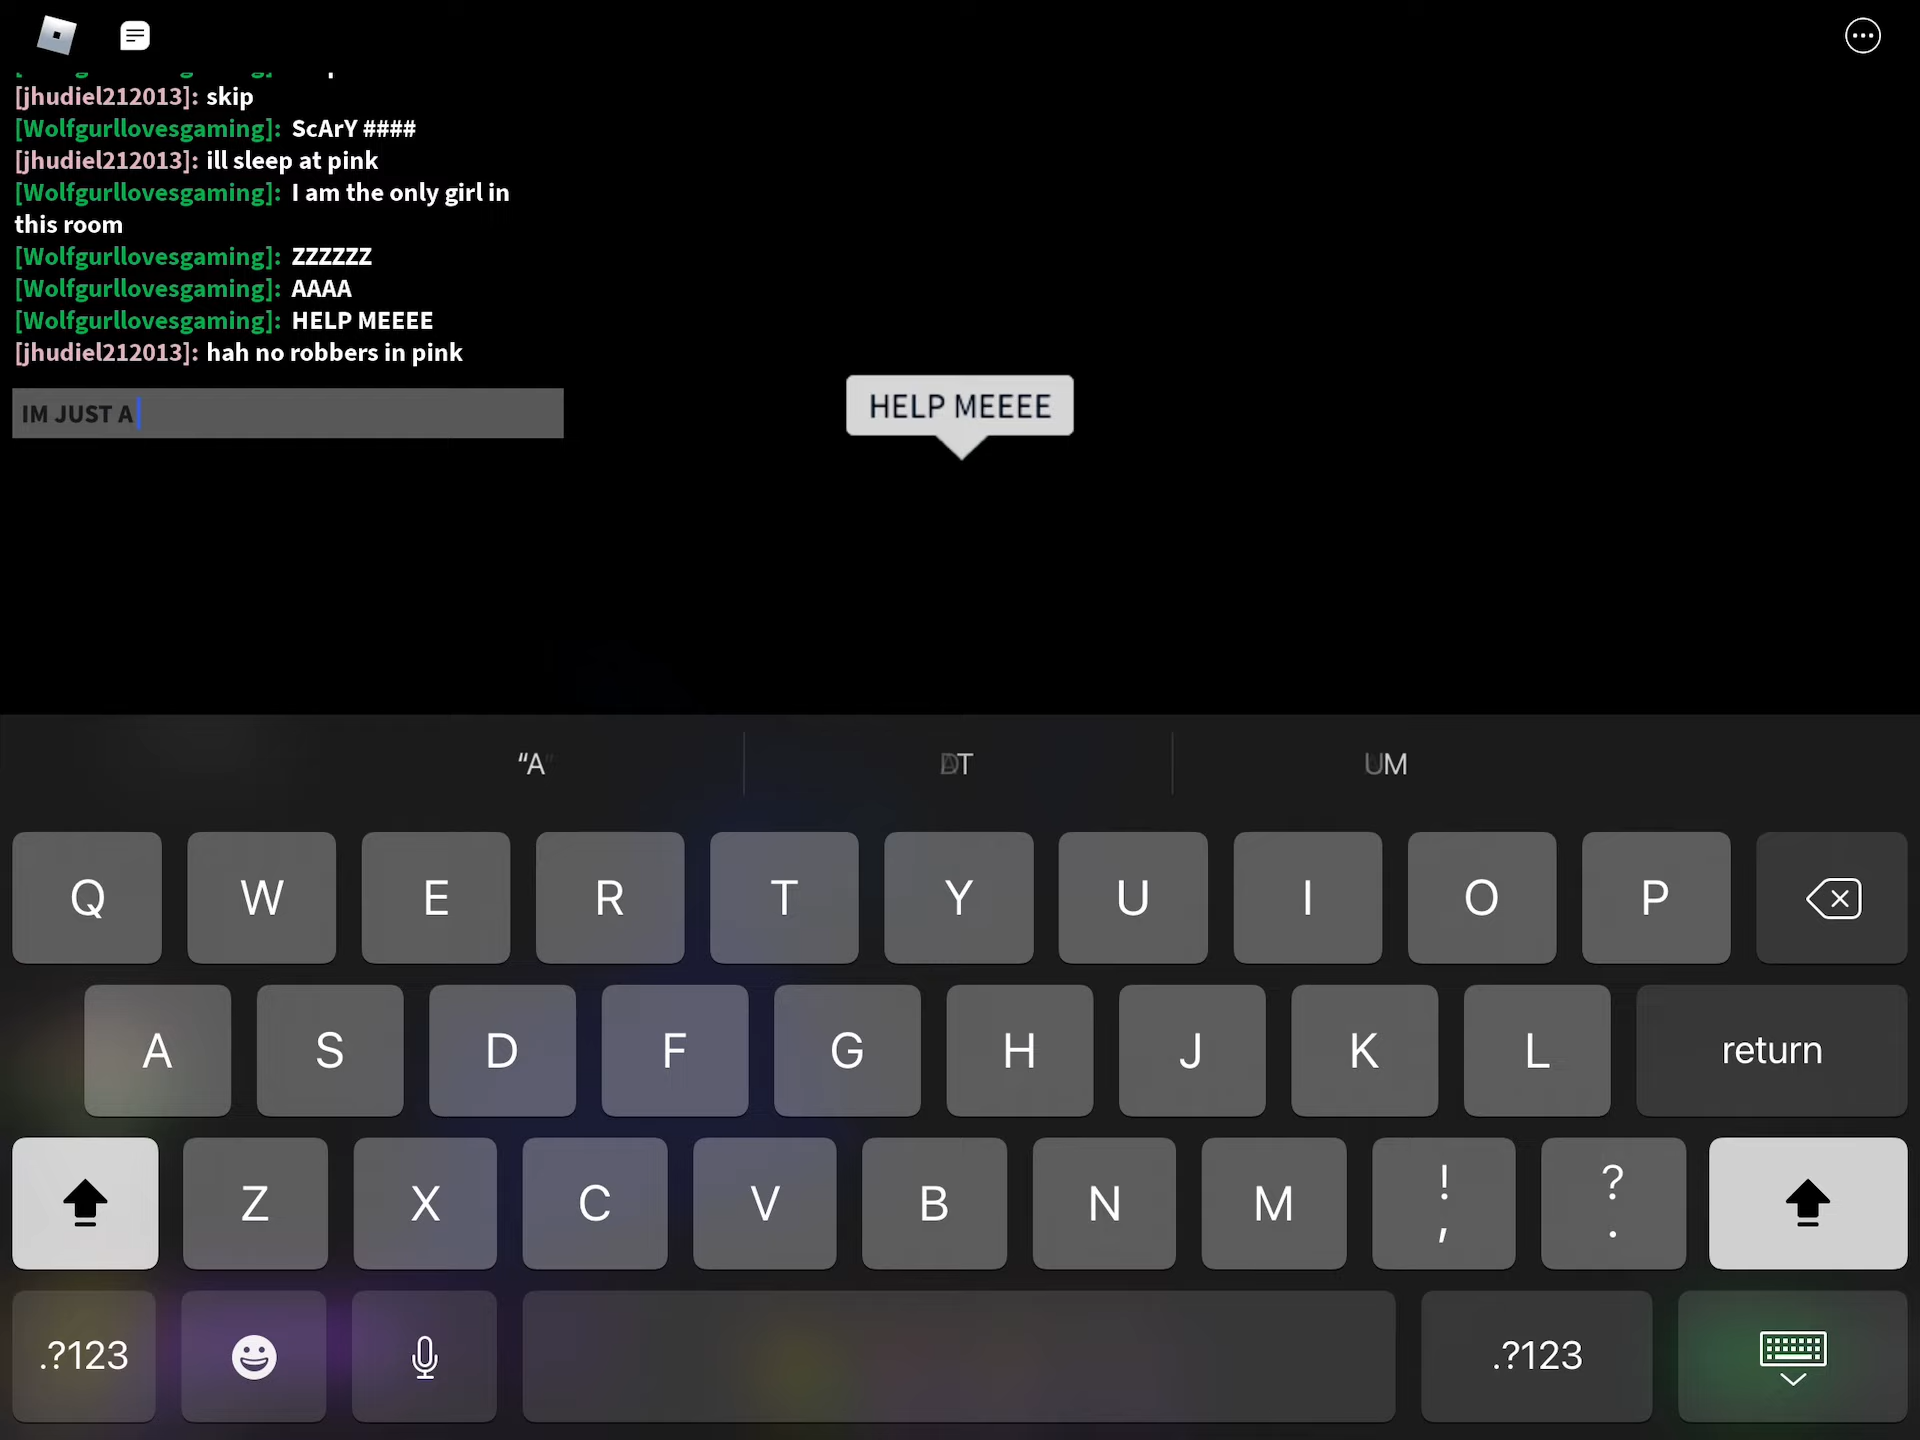 [jhudiel212013]: skip
[Wolfgurllovesgaming]: ScArY ####
[jhudiel212013]: ill sleep at pink
[Wolfgurllovesgaming]: I am the only girl in
this room
[Wolfgurllovesgaming]: ZZZZZZ
[Wolfgurllovesgaming]: AAAA
[Wolfgurllovesgaming]: HELP MEEEE
[jhudiel212013]: hah no robbers in pink
HELP MEEEE
IM JUST A
“A”
Q W E R T Y U I O P
A S D F G H J K L return
Z X C V B N M ! , ? .
.?123 .?123